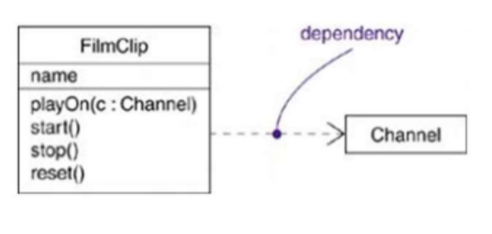 FilmClip
name
playOn(c : Channel)
start()
stop()
reset()
dependency
Channel